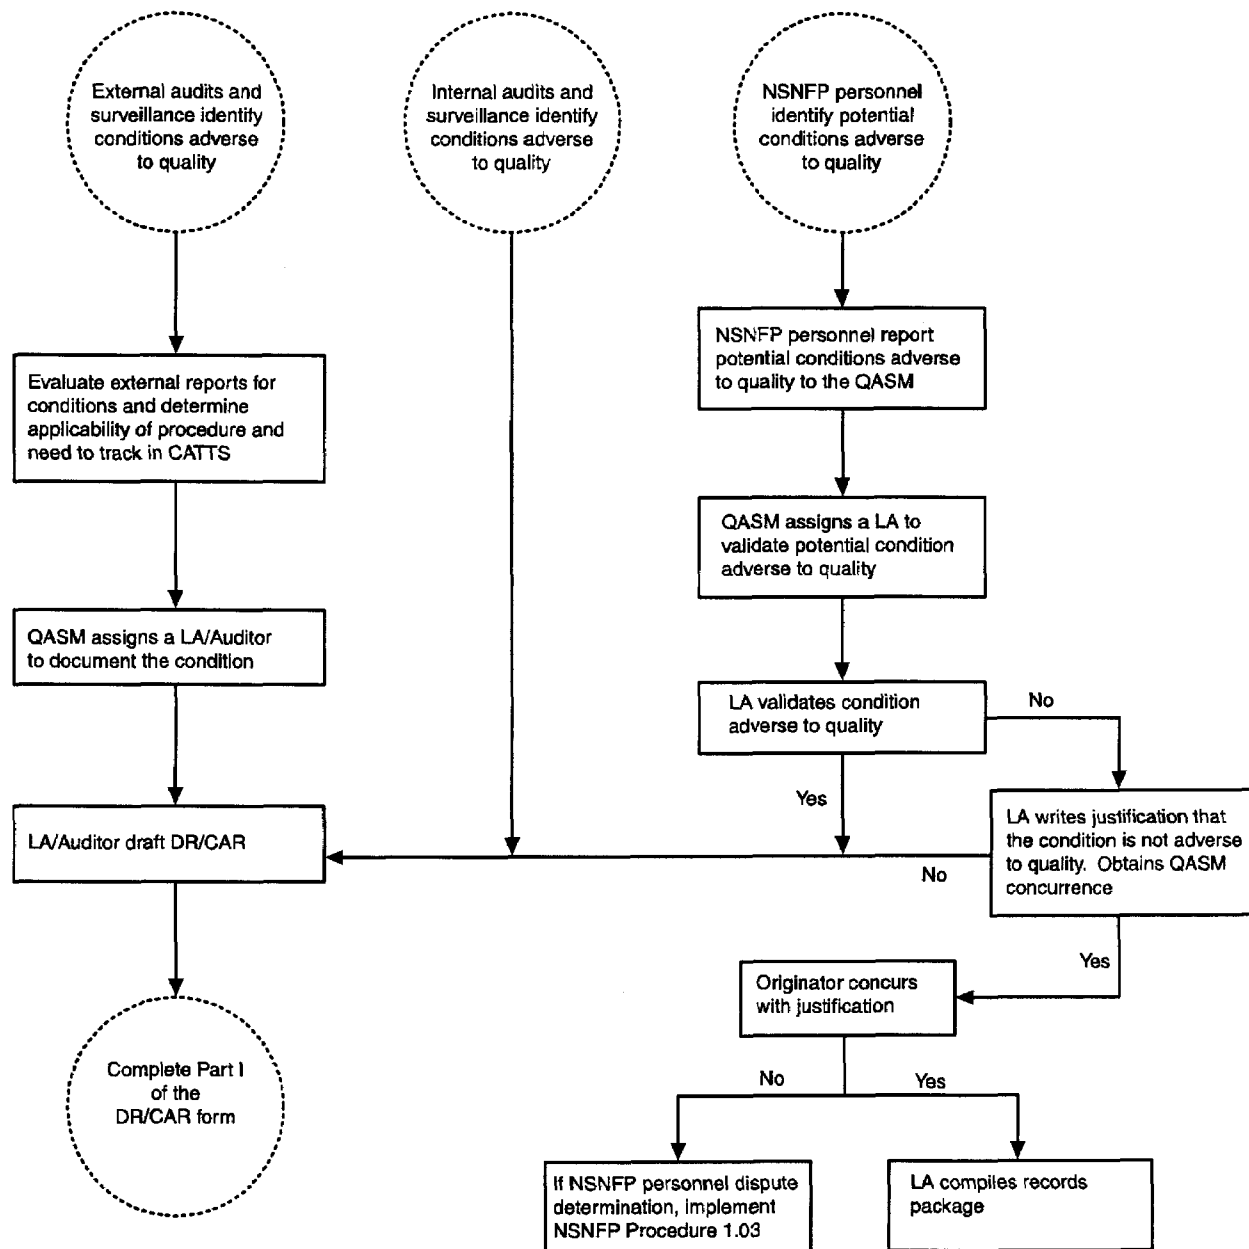 External audits and
surveillance identify
conditions adverse
to quality
Internal audits and
surveillance identify
conditions adverse
to quality
NSNFP personnel
identify potential
conditions adverse
to quality
NSNFP personnel report
potential conditions adverse
to quality to the QASM
Evaluate external reports for
conditions and determine
applicability of procedure and
need to track in CATTS
QASM assigns a LA to
validate potential condition
adverse to quality
QASM assigns a LA/Auditor
to document the condition
LA validates condition
adverse to quality
No
Yes
LA/Auditor draft DR/CAR
LA writes justification that
the condition is not adverse
to quality. Obtains QASM
concurrence
No
Yes
Originator concurs
with justification
No
Yes
Complete Part I
of the
DR/CAR form
If NSNFP personnel dispute
determination, implement
NSNFP Procedure 1.03
LA compiles records
package